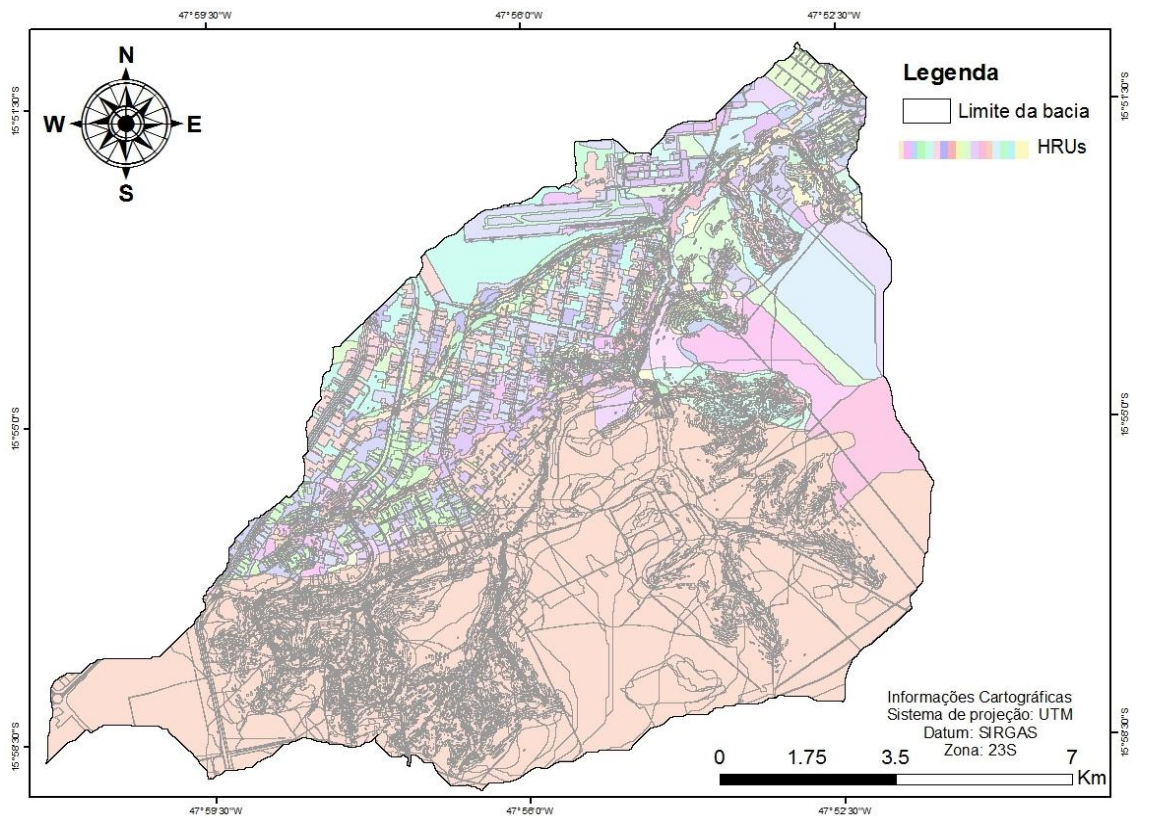 47°59'30"W 47°56'0"W 47°52'30"W
N
W E
S
Legenda
Limite da bacia
HRUs
15°51'30"S 15°51'30"S
15°55'0"S 15°55'0"S
15°58'30"S 15°58'30"S
Informações Cartográficas
Sistema de projeção: UTM
Datum: SIRGAS
Zona: 23S
0 1.75 3.5 7
Km
47°59'30"W 47°56'0"W 47°52'30"W